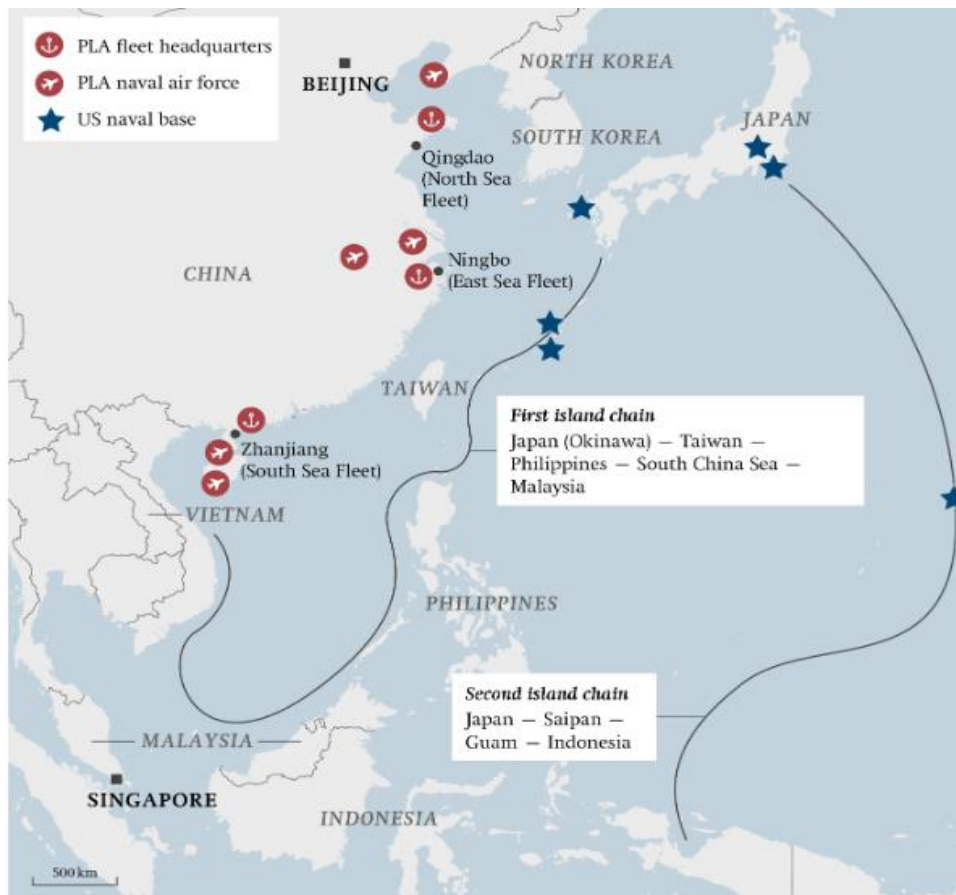 PLA fleet headquarters
PLA naval air force
US naval base
BEIJING
NORTH KOREA
SOUTH KOREA
JAPAN
Qingdao
(North Sea
Fleet)
CHINA
Ningbo
(East Sea Fleet)
TAIWAN
First island chain
Japan (Okinawa) — Taiwan —
Philippines — South China Sea —
Malaysia
Zhanjiang
(South Sea Fleet)
VIETNAM
PHILIPPINES
Second island chain
Japan — Saipan —
Guam — Indonesia
MALAYSIA
SINGAPORE
INDONESIA
500 km